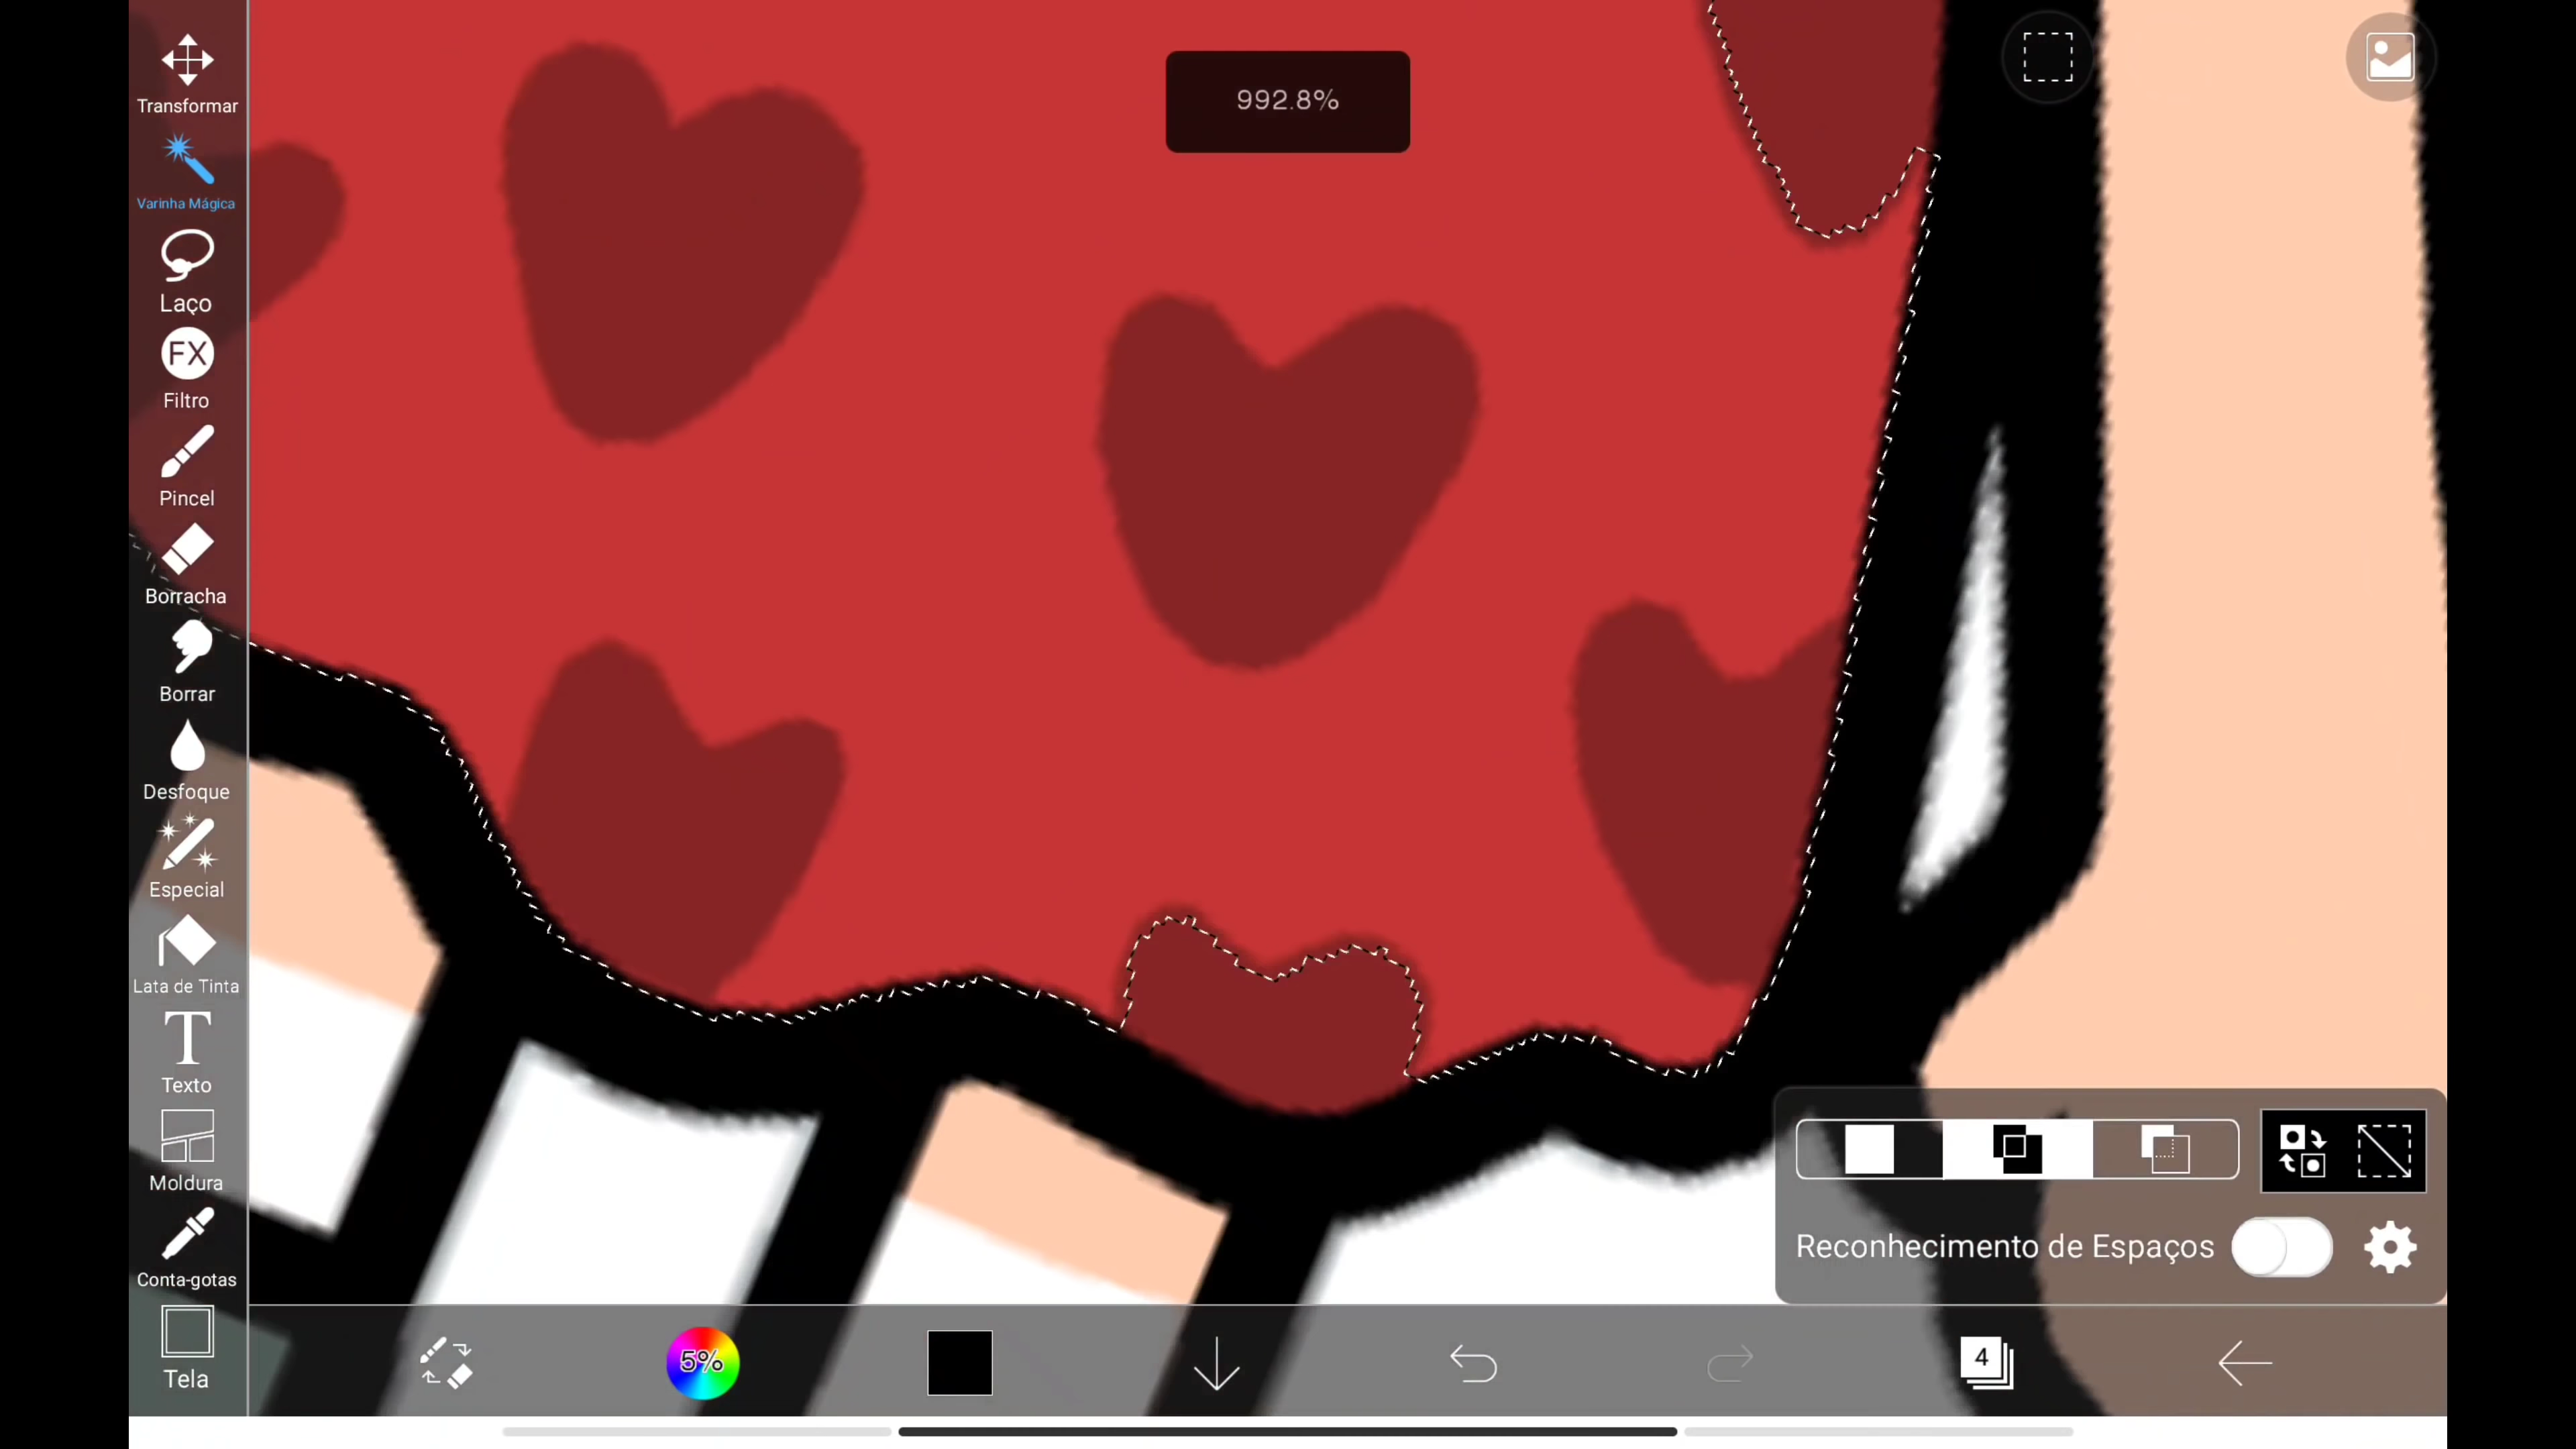 992.8%
Transformar
Varinha Mágica
Laço
FX
Filtro
Pincel
Borracha
Borrar
Desfoque
Especial
Lata de Tinta
T
Texto
Moldura
Conta-gotas
Tela
Reconhecimento de Espaços
5%
4